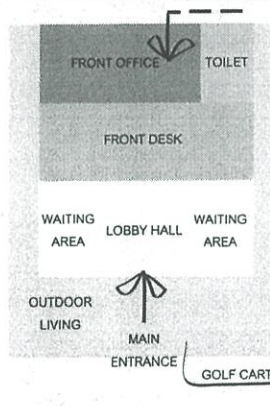 FRONT OFFICE TOILET
FRONT DESK
WAITING
AREA
LOBBY HALL
WAITING
AREA
OUTDOOR
LIVING
MAIN
ENTRANCE
GOLF CART